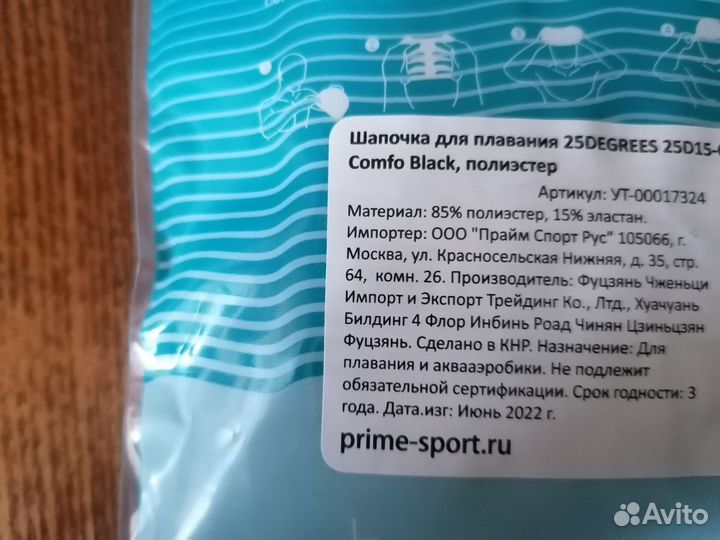 2
4
Шапочка для плавания 25DEGREES 25D15-
Comfo Black, полиэстер
Артикул: УТ-00017324
Материал: 85% полиэстер, 15% эластан.
Импортер: ООО "Прайм Спорт Рус" 105066, г.
Москва, ул. Красносельская Нижняя, д. 35, стр.
64, комн. 26. Производитель: Фуцзянь Чженьци
Импорт и Экспорт Трейдинг Ко., Лтд., Хуачуань
Билдинг 4 Флор Инбинь Роад Чинян Цзиньцзян
Фуцзянь. Сделано в КНР. Назначение: Для
плавания и аквааэробики. Не подлежит
обязательной сертификации. Срок годности: 3
года. Дата.изг: Июнь 2022 г.
prime-sport.ru
Avito